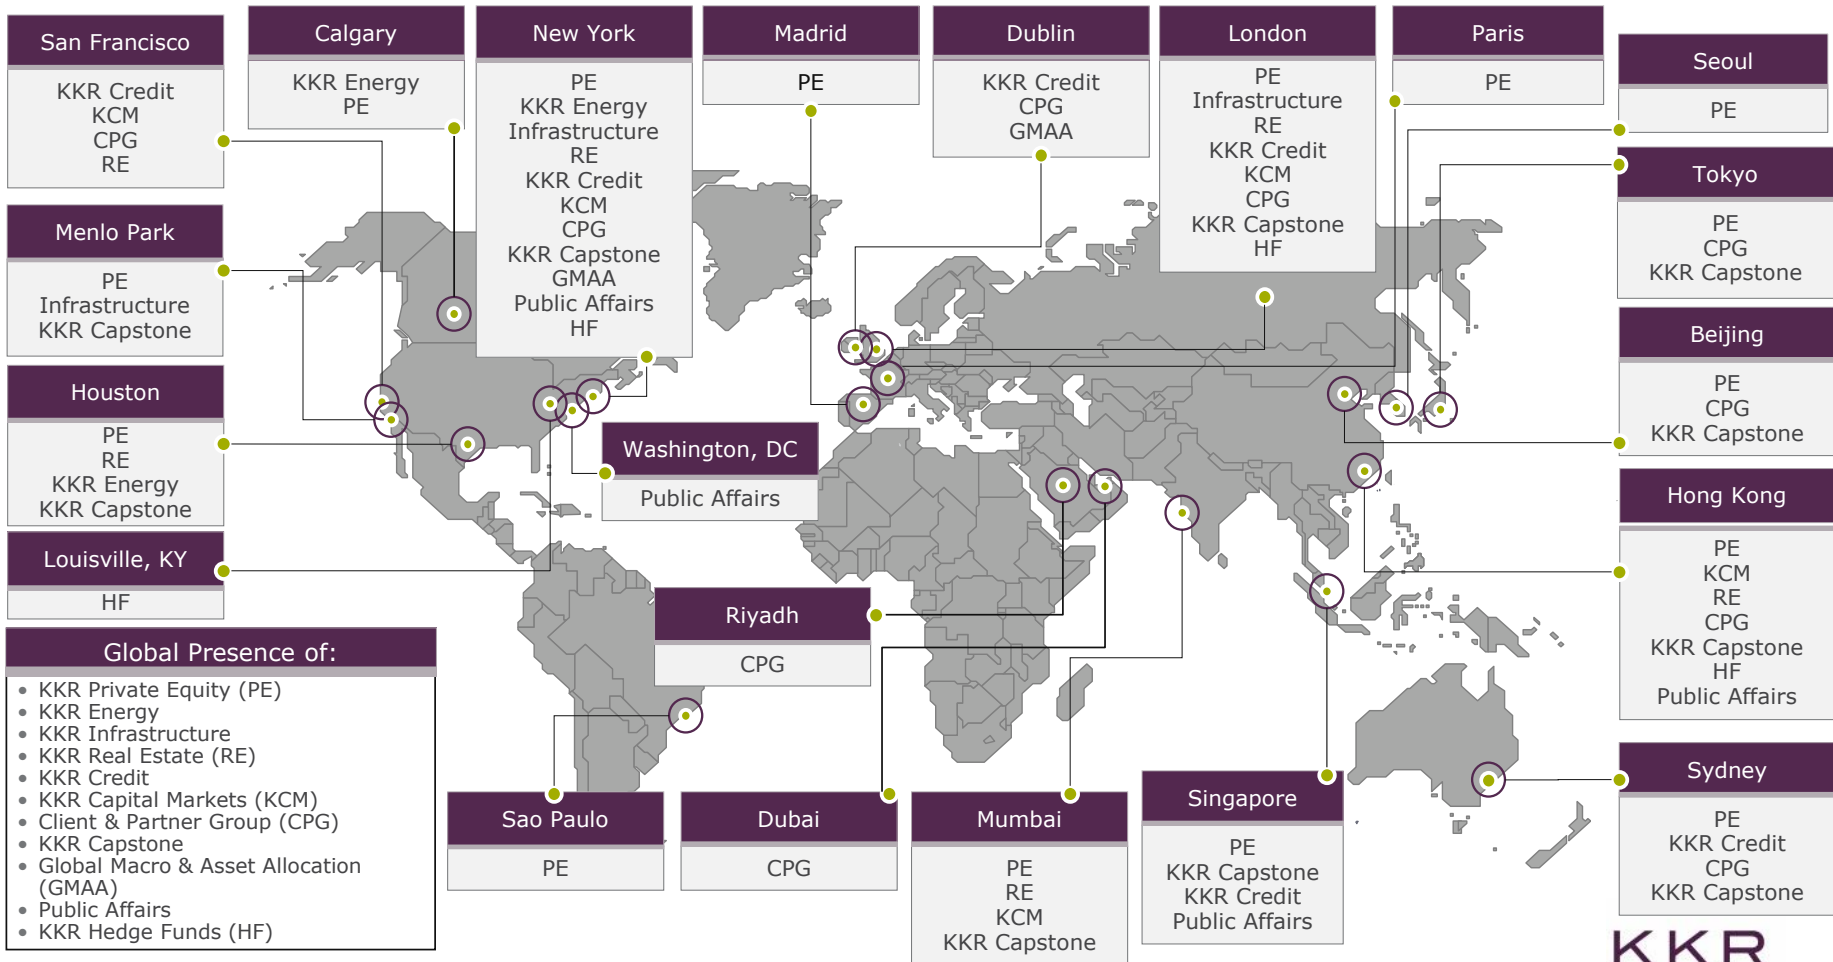 San Francisco
KKR Credit
KCM
CPG
RE
Calgary
KKR Energy
PE
New York
PE
KKR Energy
Infrastructure
RE
KKR Credit
KCM
CPG
KKR Capstone
GMAA
Public Affairs
HF
Madrid
PE
Dublin
KKR Credit
CPG
GMAA
London
PE
Infrastructure
RE
KKR Credit
KCM
CPG
KKR Capstone
HF
Paris
PE
Seoul
PE
Tokyo
PE
CPG
KKR Capstone
Menlo Park
PE
Infrastructure
KKR Capstone
Beijing
PE
CPG
KKR Capstone
Houston
PE
RE
KKR Energy
KKR Capstone
Washington, DC
Public Affairs
Hong Kong
PE
KCM
RE
CPG
KKR Capstone
HF
Public Affairs
Louisville, KY
HF
Riyadh
CPG
Global Presence of:
• KKR Private Equity (PE)
• KKR Energy
• KKR Infrastructure
• KKR Real Estate (RE)
• KKR Credit
• KKR Capital Markets (KCM)
• Client & Partner Group (CPG)
• KKR Capstone
• Global Macro & Asset Allocation
(GMAA)
• Public Affairs
• KKR Hedge Funds (HF)
Sao Paulo
PE
Dubai
CPG
Mumbai
PE
RE
KCM
KKR Capstone
Singapore
PE
KKR Capstone
KKR Credit
Public Affairs
Sydney
PE
KKR Credit
CPG
KKR Capstone
KKR